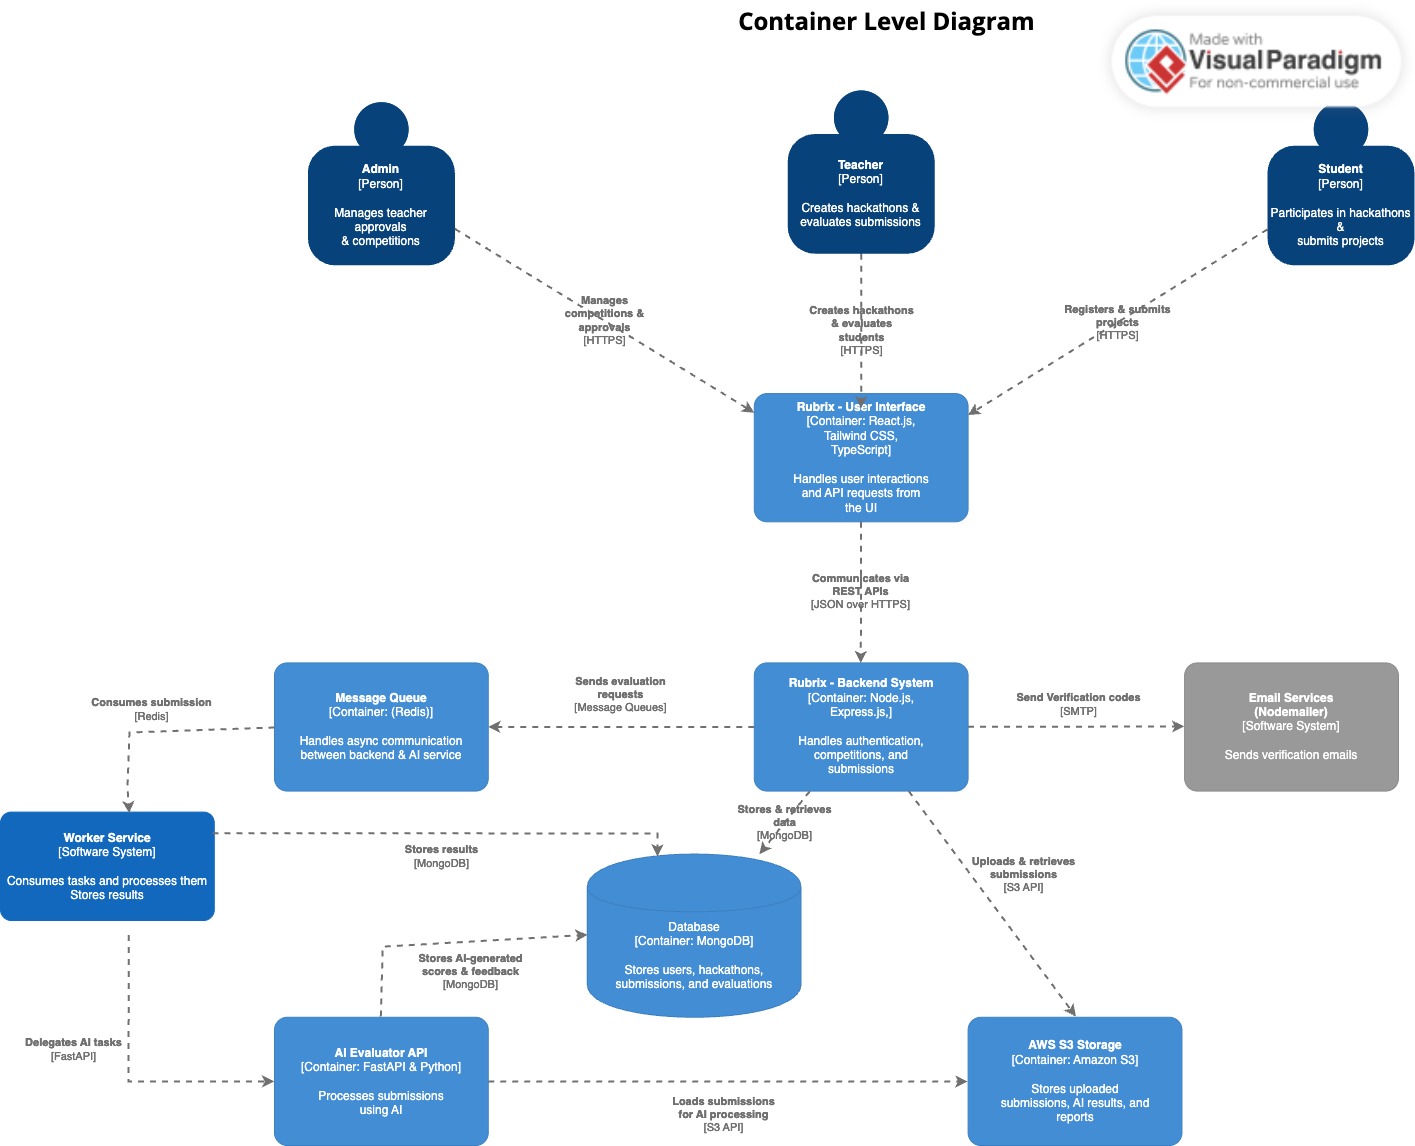 Container Level Diagram
Made with
Visual Paradigm
For non-commercial use
Admin
[Person]
Manages teacher
approvals
& competitions
Teacher
[Person]
Creates hackathons &
evaluates submissions
Student
[Person]
Participates in hackathons
&
submits projects
Manages
competitions &
approvals
[HTTPS]
Creates hackathons
& evaluates
students
[HTTPS]
Registers & submits
projects
[HTTPS]
Rubrix - User Interface
[Container: React.js,
Tailwind CSS,
TypeScript]
Handles user interactions
and API requests from
the UI
Communicates via
REST APIs
[JSON over HTTPS]
Message Queue
[Container: (Redis)]
Handles async communication
between backend & AI service
Sends evaluation
requests
[Message Queues]
Rubrix - Backend System
[Container: Node.js,
Express.js,]
Handles authentication,
competitions, and
submissions
Send Verification codes
[SMTP]
Email Services
(Nodemailer)
[Software System]
Sends verification emails
Consumes submission
[Redis]
Worker Service
[Software System]
Consumes tasks and processes them
Stores results
Stores results
[MongoDB]
Stores & retrieves
data
[MongoDB]
Uploads & retrieves
submissions
[S3 API]
Database
[Container: MongoDB]
Stores users, hackathons,
submissions, and evaluations
Stores AI-generated
scores & feedback
[MongoDB]
Delegates AI tasks
[FastAPI]
AI Evaluator API
[Container: FastAPI & Python]
Processes submissions
using AI
Loads submissions
for AI processing
[S3 API]
AWS S3 Storage
[Container: Amazon S3]
Stores uploaded
submissions, AI results, and
reports